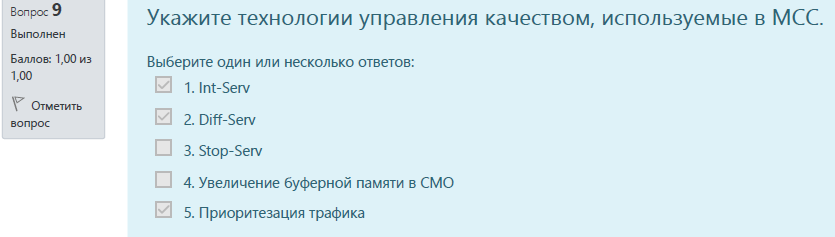 Вопрос 9
Выполнен
Баллов: 1,00 из
1,00
Отметить
вопрос
Укажите технологии управления качеством, используемые в МСС.
Выберите один или несколько ответов:
1. Int-Serv
2. Diff-Serv
3. Stop-Serv
4. Увеличение буферной памяти в СМО
5. Приоритезация трафика